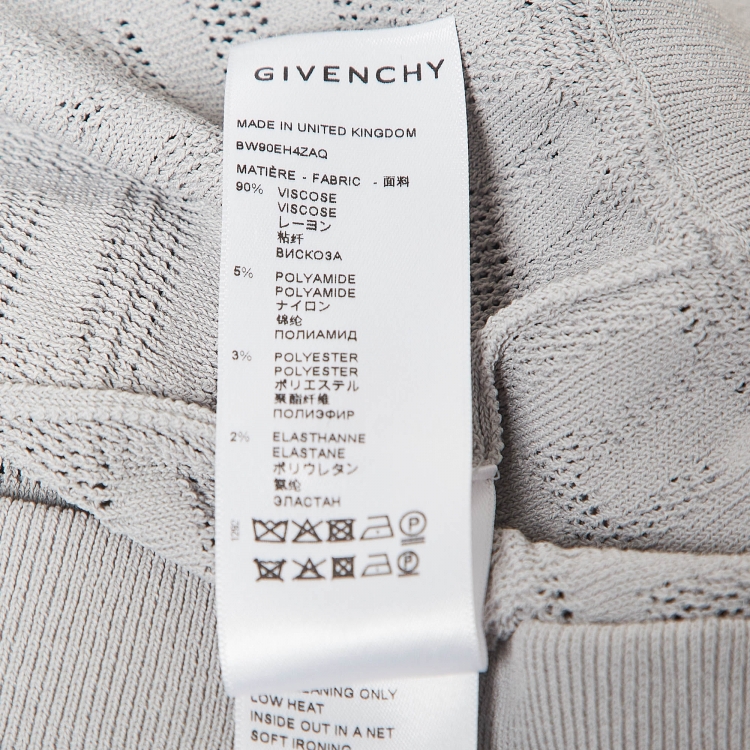 GIVENCHY
MADE IN UNITED KINGDOM
BW90EH4ZAQ
MATIÈRE - FABRIC - 面料
90% VISCOSE
VISCOSE
レーヨン
粘纤
ВИСКОЗА
5% POLYAMIDE
POLYAMIDE
ナイロン
锦纶
ПОЛИАМИД
3% POLYESTER
POLYESTER
ポリエステル
聚酯纤维
ПОЛИЭФИР
2% ELASTHANNE
ELASTANE
ポリウレタン
氨纶
ЭЛАСТАН
P
P
ONLY
LOW HEAT
INSIDE OUT IN A NET
SOFT IRONING